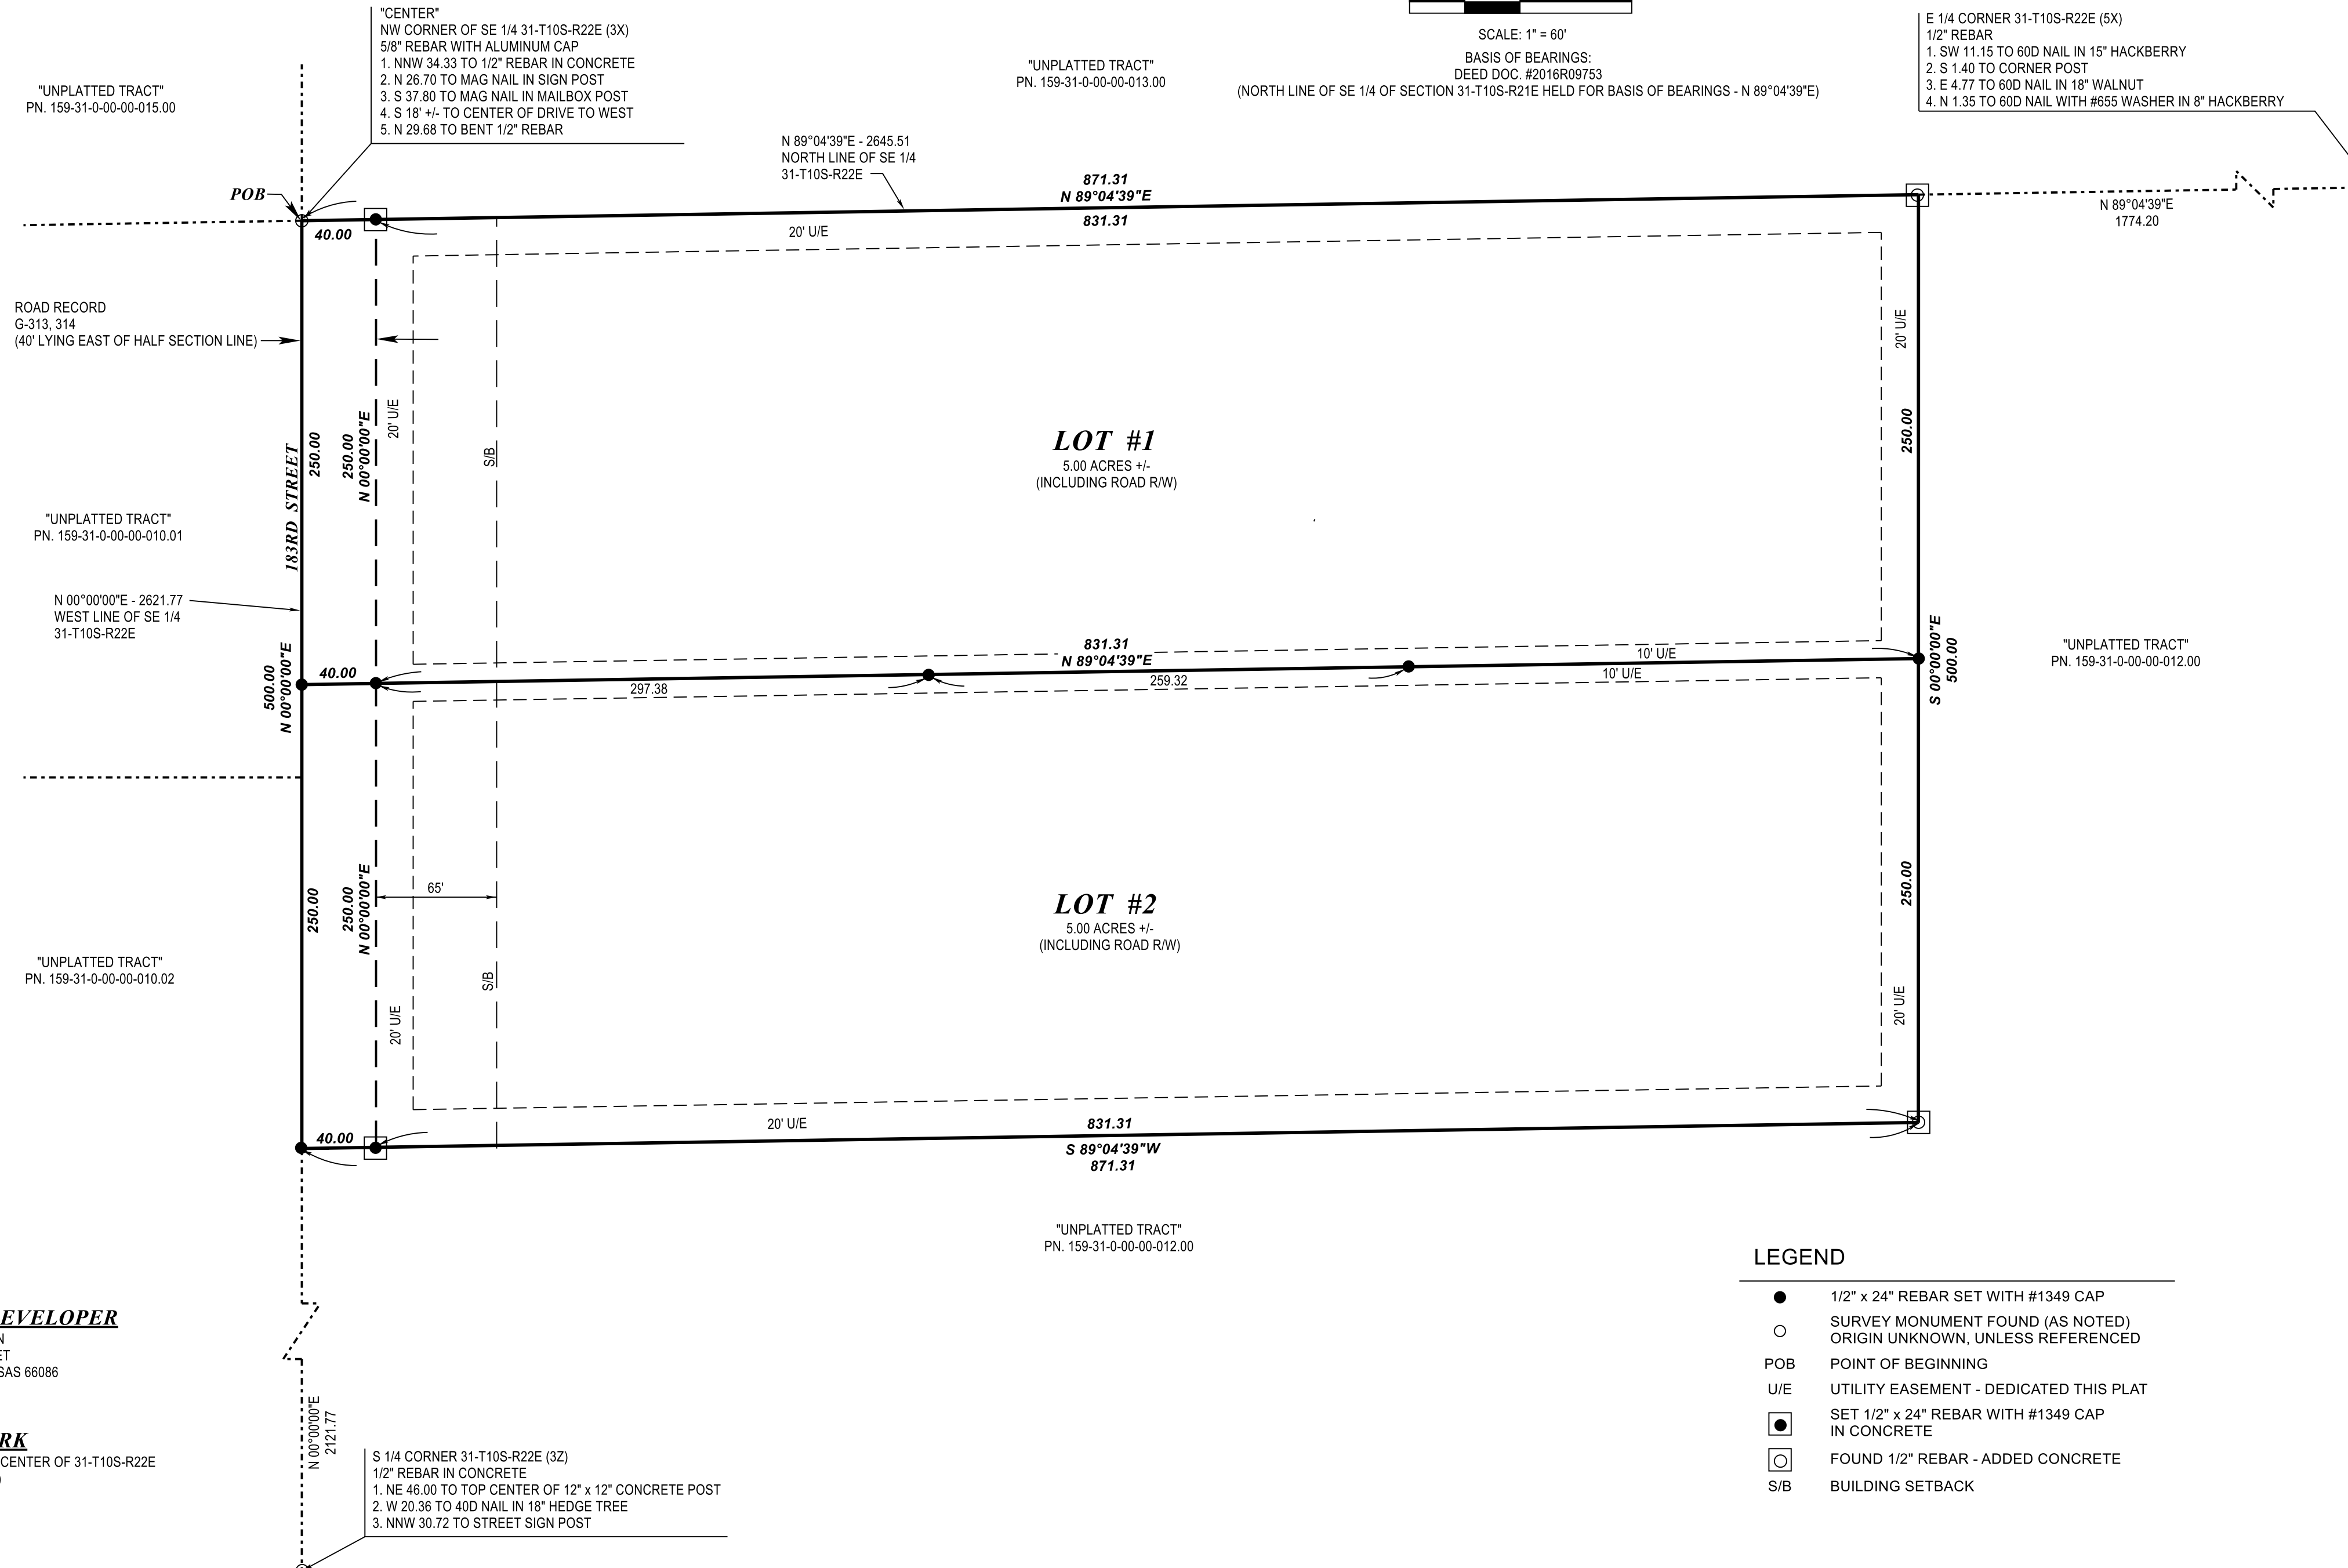 "CENTER"
NW CORNER OF SE 1/4 31-T10S-R22E (3X)
5/8" REBAR WITH ALUMINUM CAP
1. NNW 34.33 TO 1/2" REBAR IN CONCRETE
2. N 26.70 TO MAG NAIL IN SIGN POST
3. S 37.80 TO MAG NAIL IN MAILBOX POST
4. S 18' +/- TO CENTER OF DRIVE TO WEST
5. N 29.68 TO BENT 1/2" REBAR
SCALE: 1" = 60'
BASIS OF BEARINGS:
DEED DOC. #2016R09753
(NORTH LINE OF SE 1/4 OF SECTION 31-T10S-R21E HELD FOR BASIS OF BEARINGS - N 89°04'39"E)
E 1/4 CORNER 31-T10S-R22E (5X)
1/2" REBAR
1. SW 11.15 TO 60D NAIL IN 15" HACKBERRY
2. S 1.40 TO CORNER POST
3. E 4.77 TO 60D NAIL IN 18" WALNUT
4. N 1.35 TO 60D NAIL WITH #655 WASHER IN 8" HACKBERRY
"UNPLATTED TRACT"
PN. 159-31-0-00-00-015.00
"UNPLATTED TRACT"
PN. 159-31-0-00-00-013.00
N 89°04'39"E - 2645.51
NORTH LINE OF SE 1/4
31-T10S-R22E
POB
871.31
N 89°04'39"E
831.31
40.00
20' U/E
N 89°04'39"E
1774.20
ROAD RECORD
G-313, 314
(40' LYING EAST OF HALF SECTION LINE)
20' U/E
183RD STREET
250.00
250.00
N 00°00'00"E
20' U/E
S/B
LOT #1
5.00 ACRES +/-
(INCLUDING ROAD R/W)
250.00
"UNPLATTED TRACT"
PN. 159-31-0-00-00-010.01
N 00°00'00"E - 2621.77
WEST LINE OF SE 1/4
31-T10S-R22E
500.00
N 00°00'00"E
40.00
831.31
N 89°04'39"E
10' U/E
297.38
259.32
10' U/E
S 00°00'00"E
500.00
"UNPLATTED TRACT"
PN. 159-31-0-00-00-012.00
250.00
250.00
N 00°00'00"E
65'
S/B
20' U/E
LOT #2
5.00 ACRES +/-
(INCLUDING ROAD R/W)
250.00
20' U/E
"UNPLATTED TRACT"
PN. 159-31-0-00-00-010.02
40.00
20' U/E
831.31
S 89°04'39"W
871.31
"UNPLATTED TRACT"
PN. 159-31-0-00-00-012.00
EVELOPER
N
ET
SAS 66086
RK
CENTER OF 31-T10S-R22E
)
N 00°00'00"E
2121.77
S 1/4 CORNER 31-T10S-R22E (3Z)
1/2" REBAR IN CONCRETE
1. NE 46.00 TO TOP CENTER OF 12" x 12" CONCRETE POST
2. W 20.36 TO 40D NAIL IN 18" HEDGE TREE
3. NNW 30.72 TO STREET SIGN POST
LEGEND
1/2" x 24" REBAR SET WITH #1349 CAP
SURVEY MONUMENT FOUND (AS NOTED)
ORIGIN UNKNOWN, UNLESS REFERENCED
POB POINT OF BEGINNING
U/E UTILITY EASEMENT - DEDICATED THIS PLAT
SET 1/2" x 24" REBAR WITH #1349 CAP
IN CONCRETE
FOUND 1/2" REBAR - ADDED CONCRETE
S/B BUILDING SETBACK